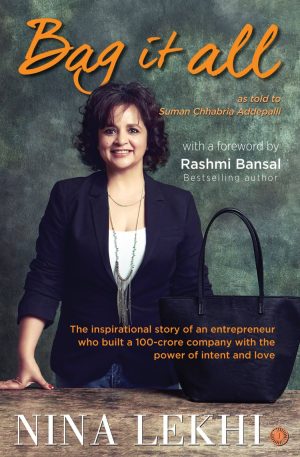 Bag it all
as told to
Suman Chhabria Addepalli
with a foreword by
Rashmi Bansal
Bestselling author
The inspirational story of an entrepreneur
who built a 100-crore company with the
power of intent and love
NINA LEKHI